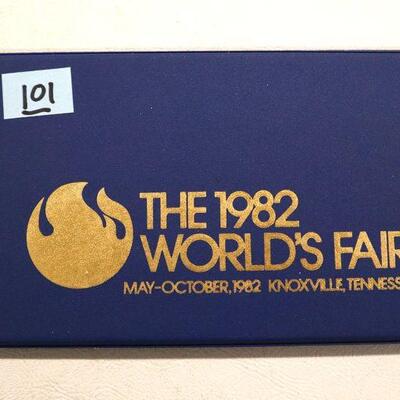 101
THE 1982
WORLD'S FAIR
MAY-OCTOBER, 1982 KNOXVILLE, TENNESS